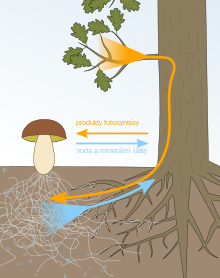 produkty fotosyntézy
voda a minerální látky